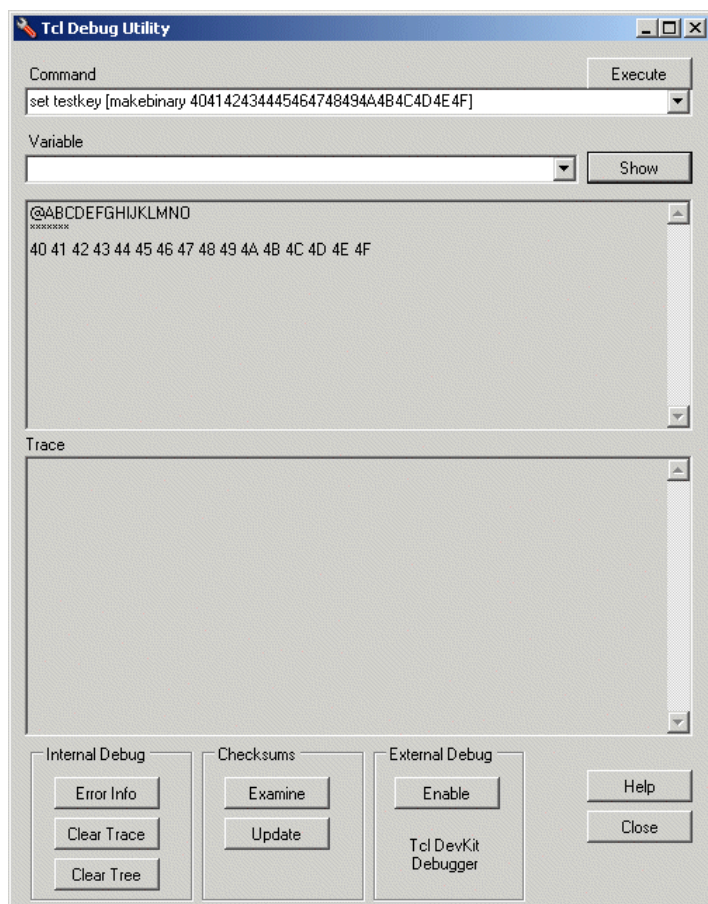 Tcl Debug Utility
Command
Execute
set testkey [makebinary 404142434445464748494A4B4C4D4E4F]
Variable
Show
@ABCDEFGHIJKLMNO
*******
40 41 42 43 44 45 46 47 48 49 4A 4B 4C 4D 4E 4F
Trace
Internal Debug
Error Info
Clear Trace
Clear Tree
Checksums
Examine
Update
External Debug
Enable
Tcl DevKit
Debugger
Help
Close